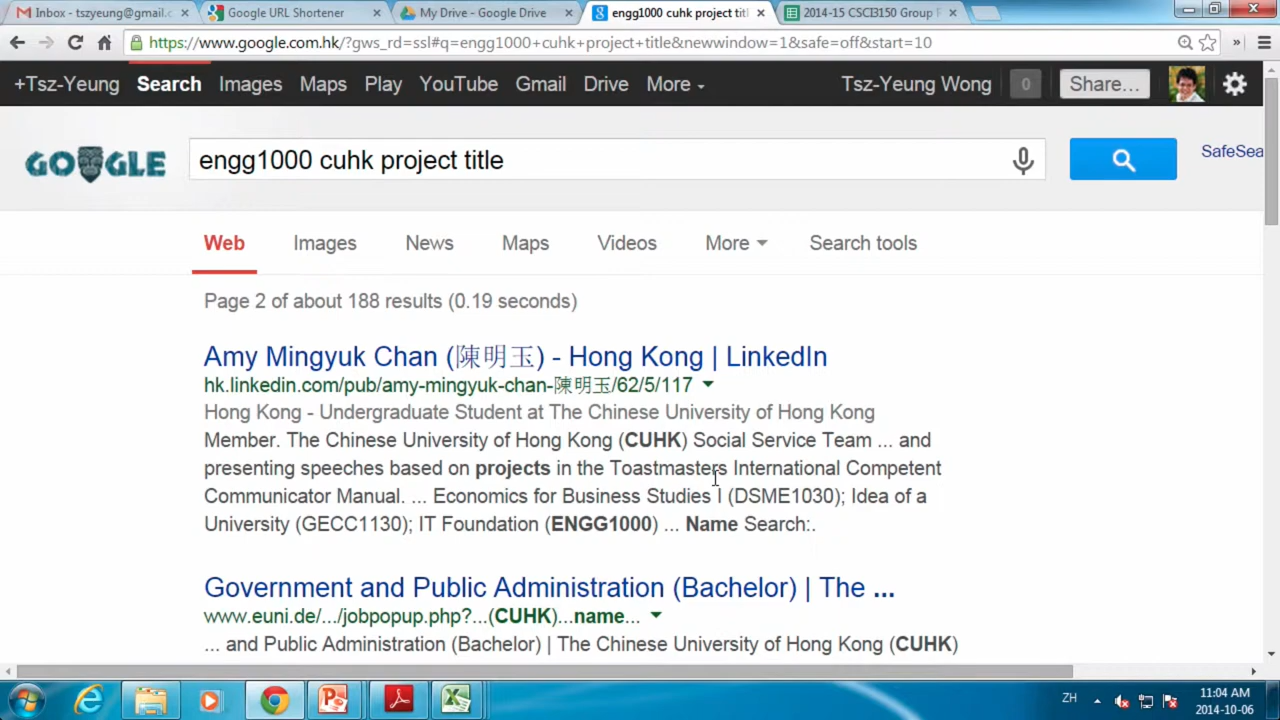 Inbox - tszyeung@gmail.c
Google URL Shortener
My Drive - Google Drive
engg1000 cuhk project titl
2014-15 CSCI3150 Group
https://www.google.com.hk/?gws_rd=ssl#q=engg1000+cuhk+project+title&newwindow=1&safe=off&start=10
+Tsz-Yeung Search Images Maps Play YouTube Gmail Drive More Tsz-Yeung Wong 0 Share...
GOOGLE
engg1000 cuhk project title
SafeSea
Web Images News Maps Videos More Search tools
Page 2 of about 188 results (0.19 seconds)
Amy Mingyuk Chan (陳明玉) - Hong Kong | LinkedIn
hk.linkedin.com/pub/amy-mingyuk-chan-陳明玉/62/5/117
Hong Kong - Undergraduate Student at The Chinese University of Hong Kong
Member. The Chinese University of Hong Kong (CUHK) Social Service Team ... and
presenting speeches based on projects in the Toastmasters International Competent
Communicator Manual. ... Economics for Business Studies I (DSME1030); Idea of a
University (GECC1130); IT Foundation (ENGG1000) ... Name Search:.
Government and Public Administration (Bachelor) | The ...
www.euni.de/.../jobpopup.php?...(CUHK)...name...
... and Public Administration (Bachelor) | The Chinese University of Hong Kong (CUHK)
ZH
11:04 AM
2014-10-06